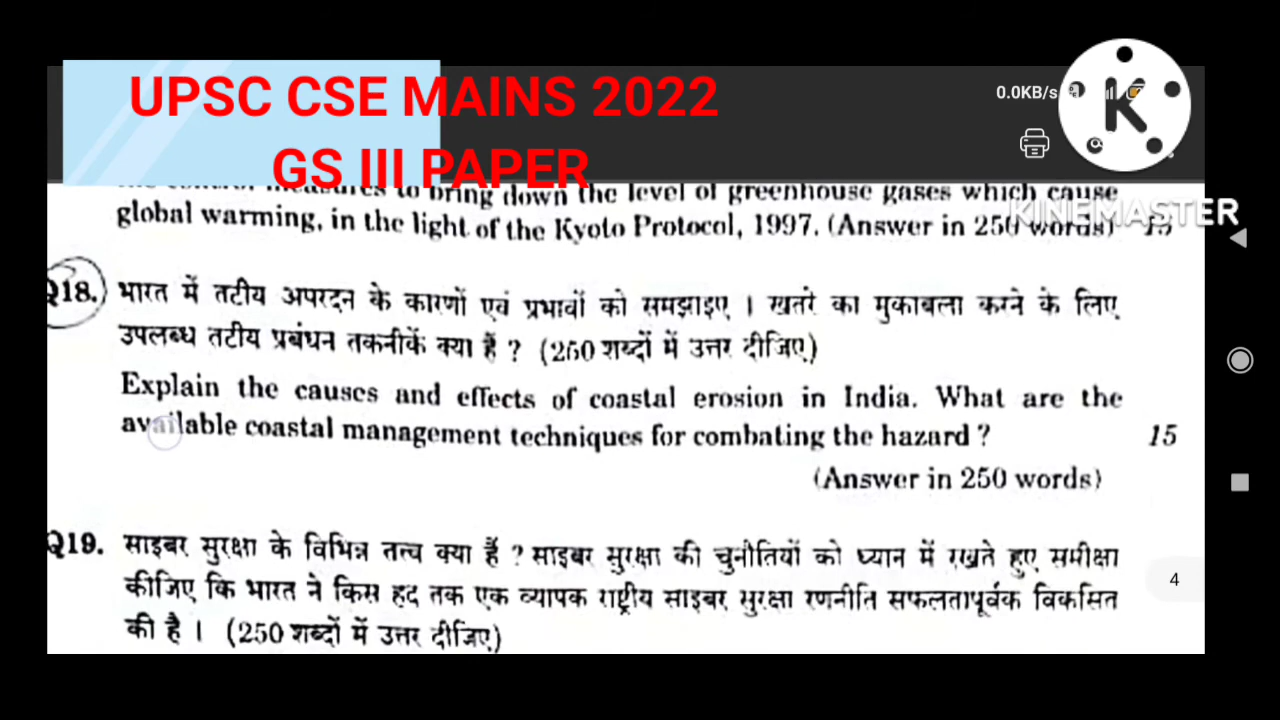 UPSC CSE MAINS 2022
GS III PAPER
0.0KB/s
KINEMASTER
measures to bring down the level of greenhouse gases which cause
global warming, in the light of the Kyoto Protocol, 1997. (Answer in 250 words) 15
Q18. भारत में तटीय अपरदन के कारणों एवं प्रभावों को समझाइए । खतरे का मुकाबला करने के लिए
उपलब्ध तटीय प्रबंधन तकनीकें क्या हैं ? (250 शब्दों में उत्तर दीजिए)
Explain the causes and effects of coastal erosion in India. What are the
available coastal management techniques for combating the hazard ? 15
(Answer in 250 words)
Q19. साइबर सुरक्षा के विभिन्न तत्त्व क्या हैं ? साइबर सुरक्षा की चुनौतियों को ध्यान में रखते हुए समीक्षा
कीजिए कि भारत ने किस हद तक एक व्यापक राष्ट्रीय साइबर सुरक्षा रणनीति सफलतापूर्वक विकसित
की है । (250 शब्दों में उत्तर दीजिए)
4